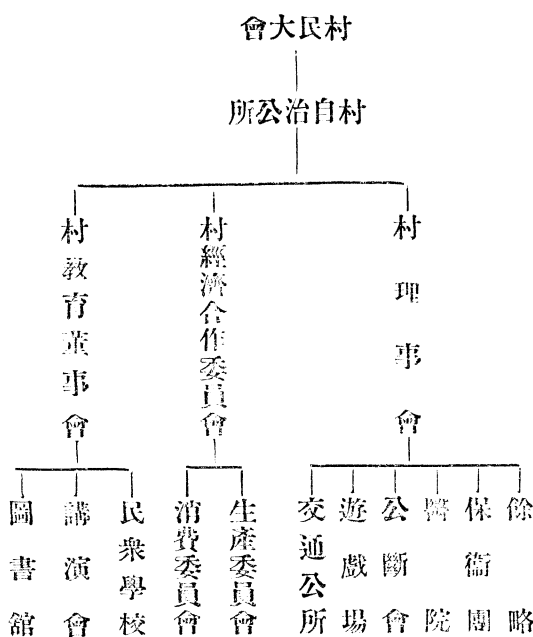 村民大會
村自治公所
村理事會
村經濟合作委員會
村教育董事會
餘略
保衞團
醫院
公斷會
遊戲場
交通公所
生產委員會
消費委員會
民衆學校
講演會
圖書舘